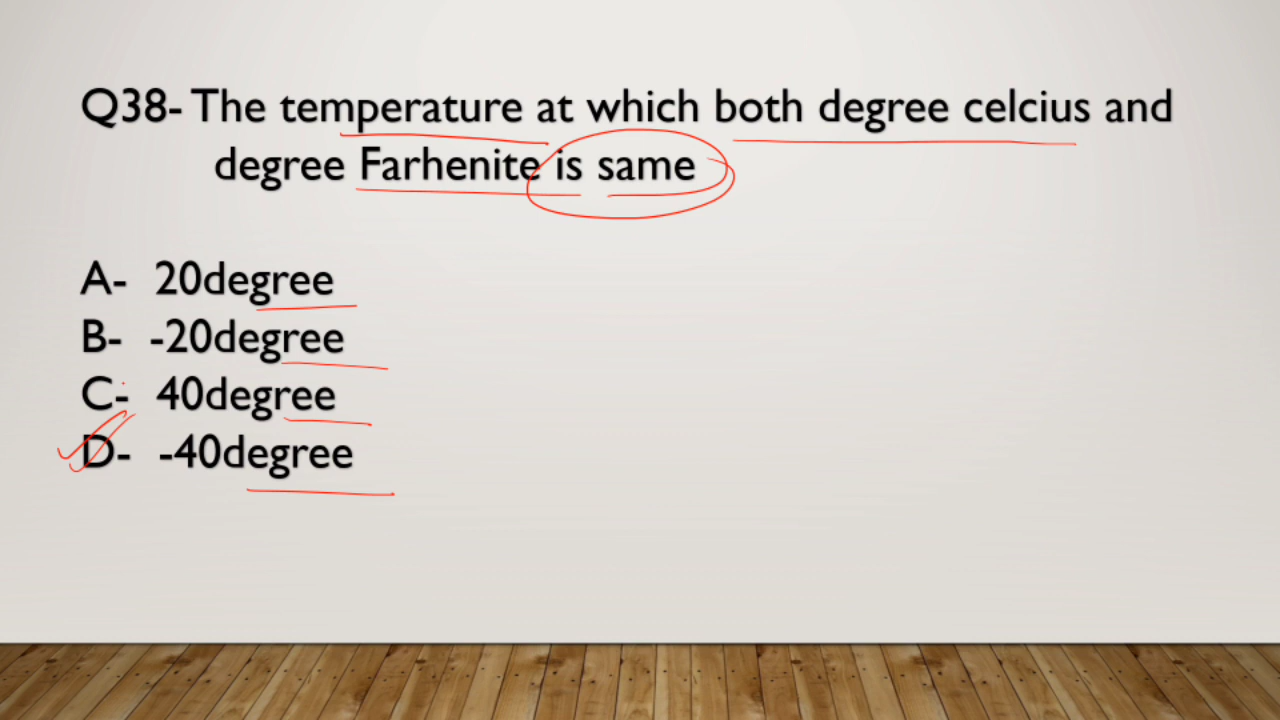 Q38- The temperature at which both degree celcius and
degree Farhenite is same
A- 20degree
B- -20degree
C- 40degree
D- -40degree